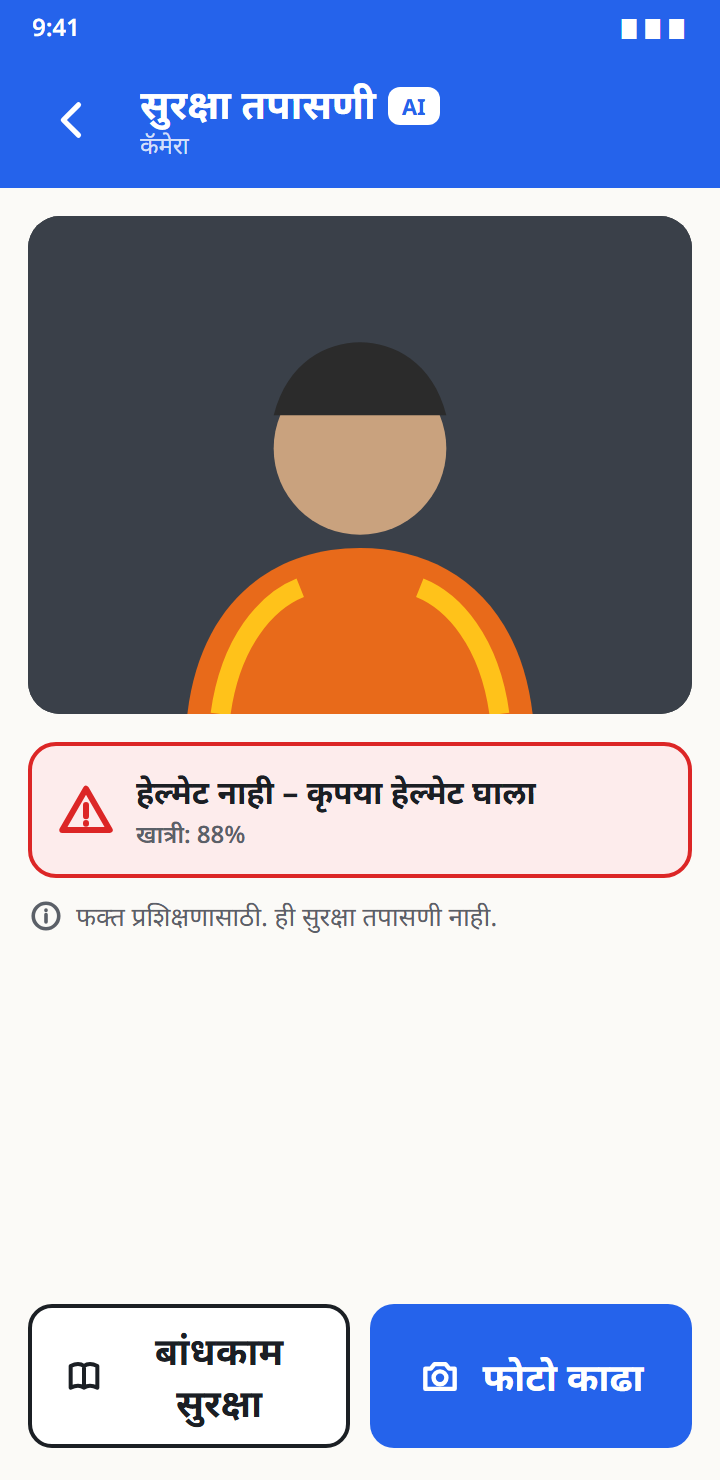 9:41
सुरक्षा तपासणी AI
कॅमेरा
हेल्मेट नाही – कृपया हेल्मेट घाला
खात्री: 88%
फक्त प्रशिक्षणासाठी. ही सुरक्षा तपासणी नाही.
बांधकाम
सुरक्षा
फोटो काढा